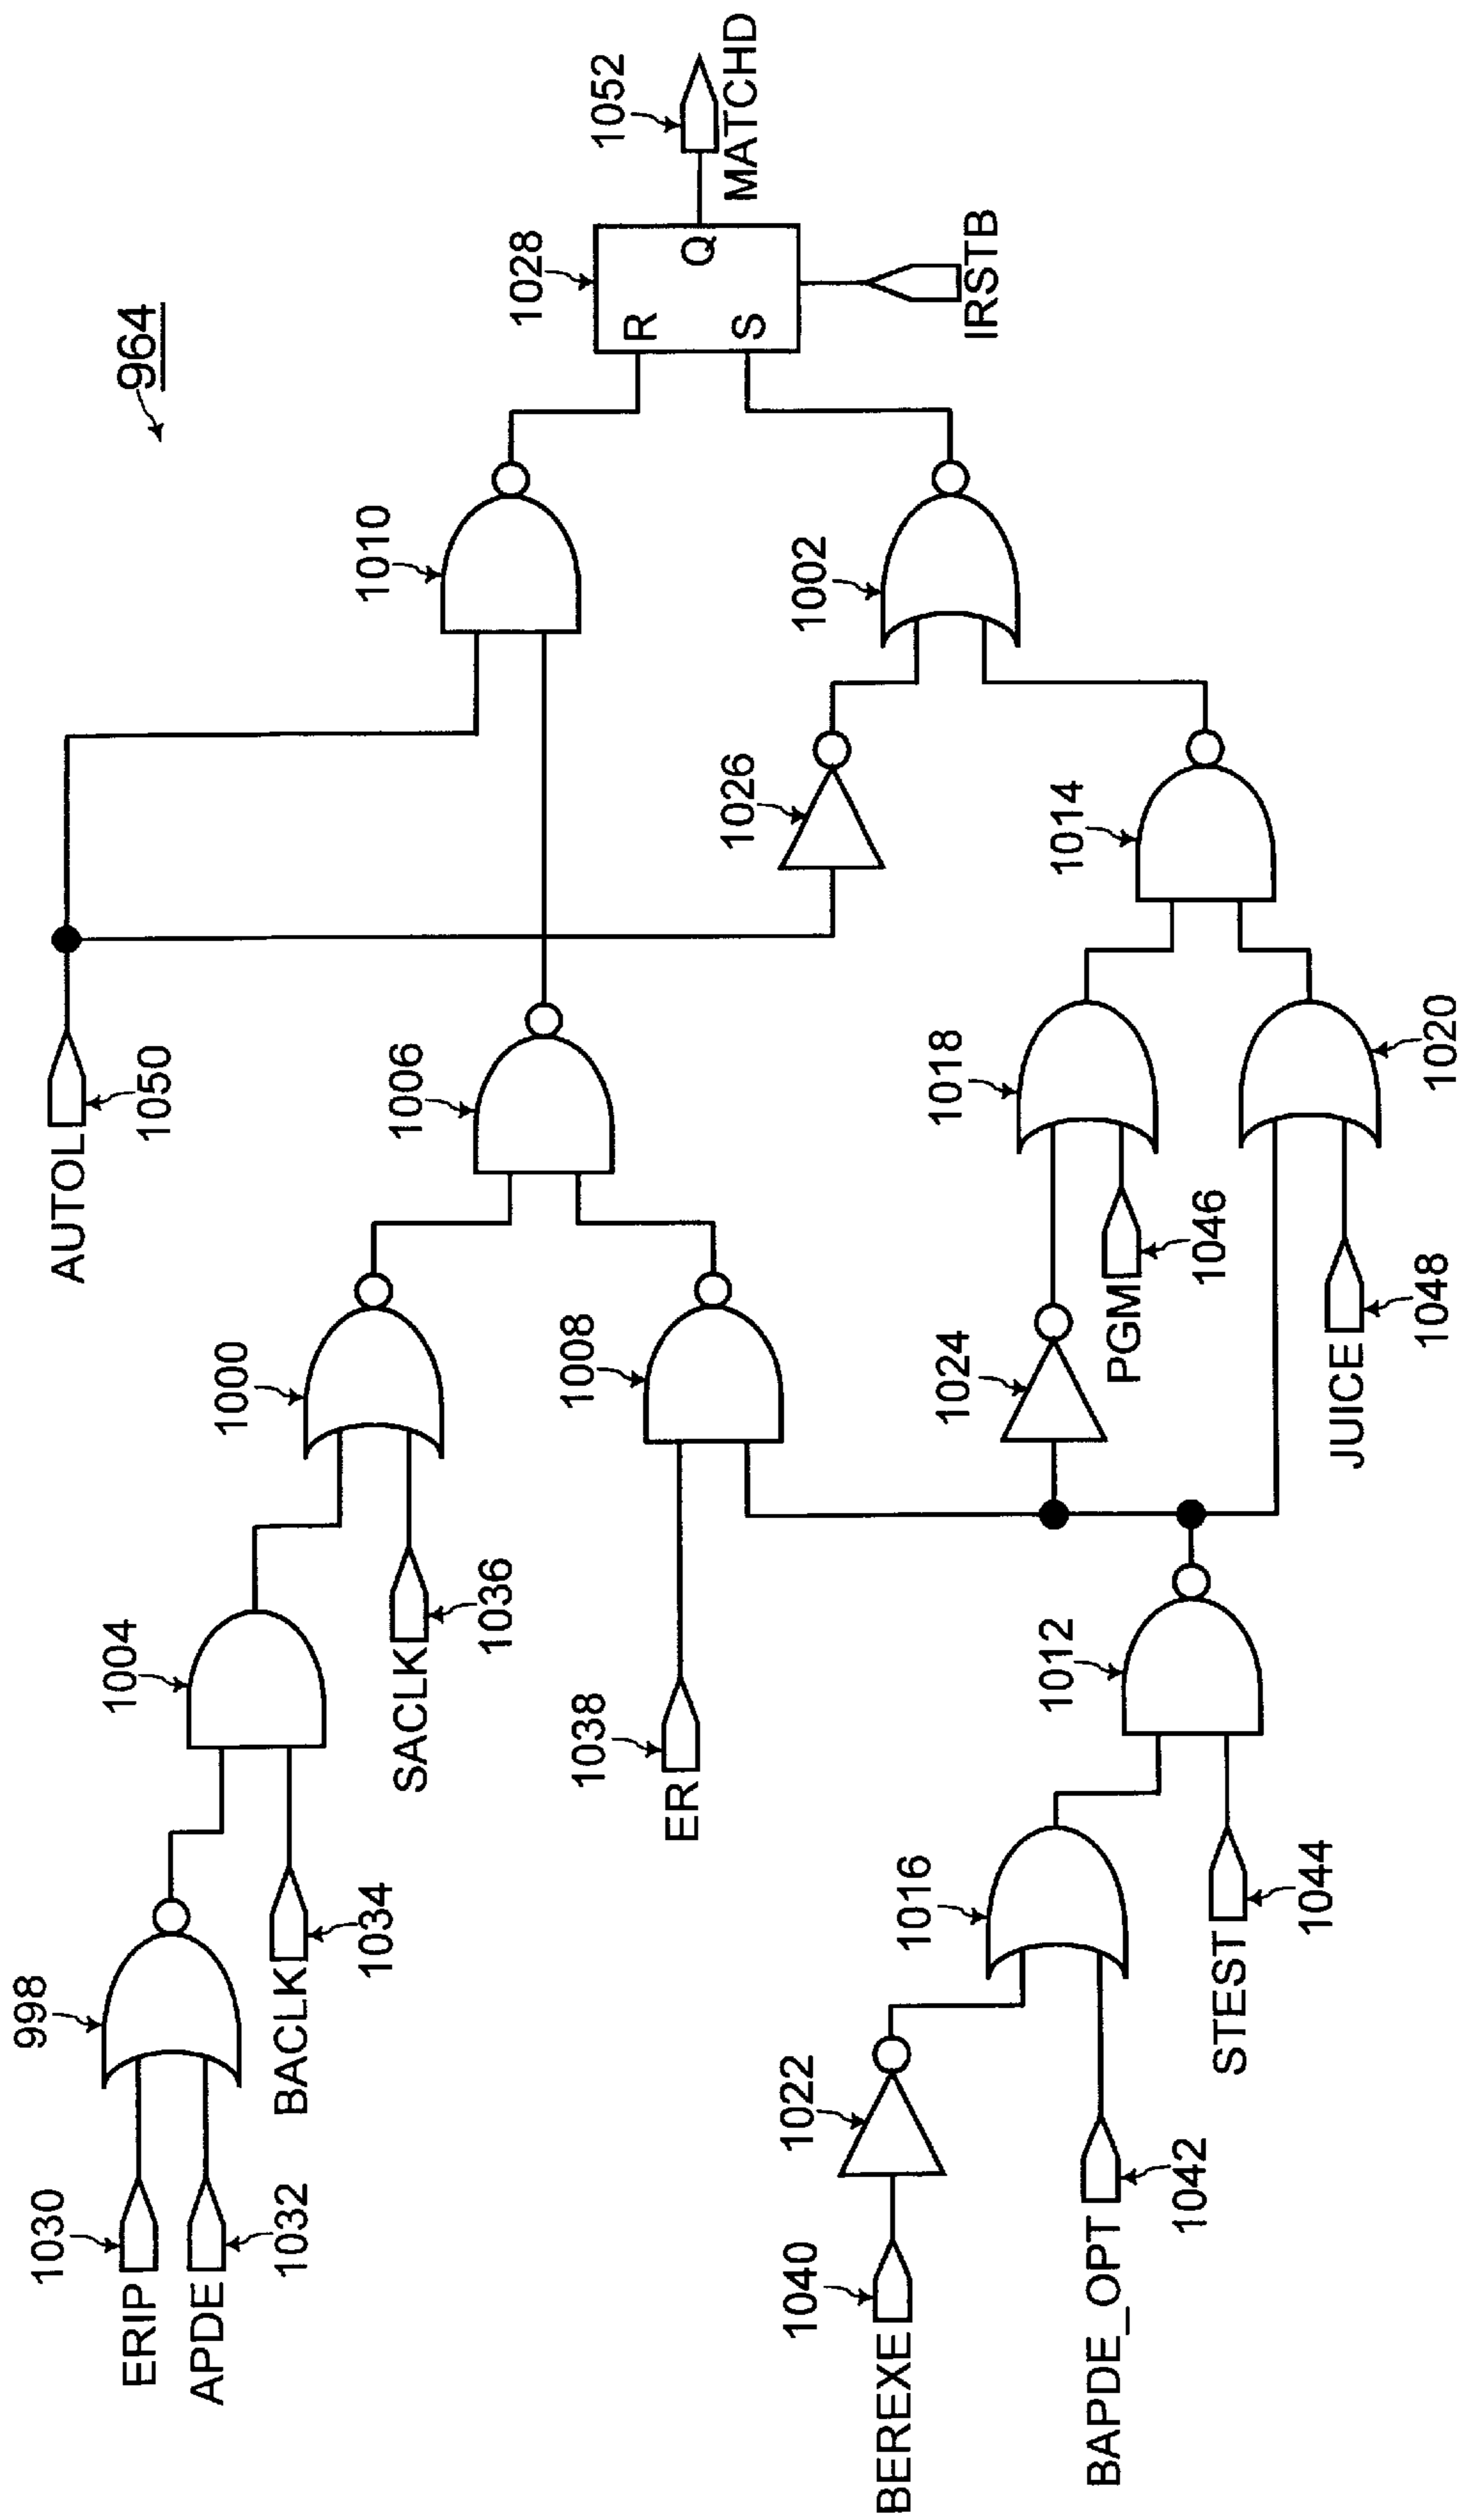 964
ERIP
1030
APDE
1032
998
BACLK
1034
1004
SACLK
1036
1000
AUTOL
1050
1006
1010
ER
1038
1008
1028
R
S
Q
1052
MATCHD
IRSTB
1026
1002
BEREXE
1040
1022
BAPDE_OPT
1042
1016
STEST
1044
1012
1024
PGM
1046
1018
JUICE
1048
1020
1014